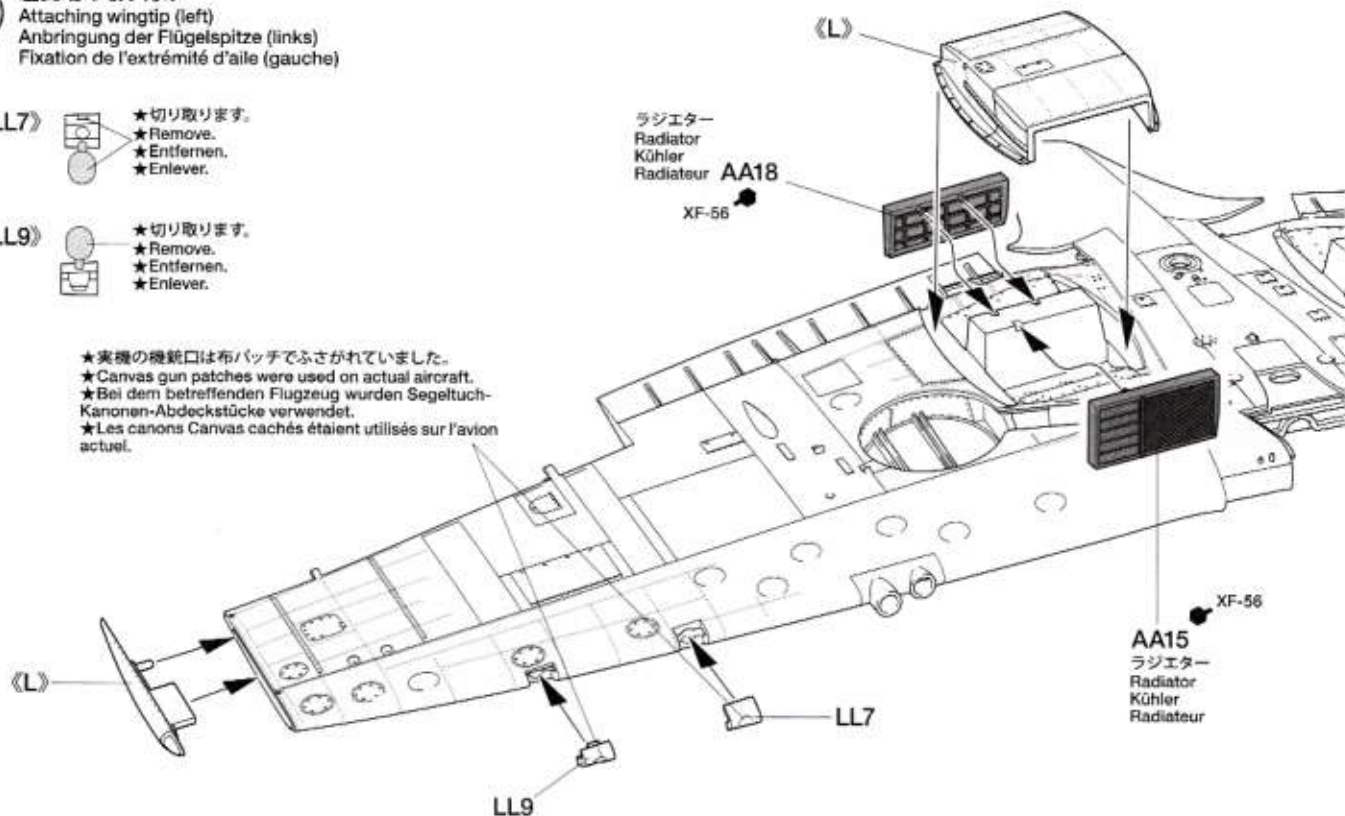 Attaching wingtip (left)
Anbringung der Flügelspitze (links)
Fixation de l'extrémité d'aile (gauche)
LL7》
★切り取ります。
★Remove.
★Entfernen.
★Enlever.
LL9》
★切り取ります。
★Remove.
★Entfernen.
★Enlever.
★実機の機銃口は布パッチでふさがれていました。
★Canvas gun patches were used on actual aircraft.
★Bei dem betreffenden Flugzeug wurden Segeltuch-
Kanonen-Abdeckstücke verwendet.
★Les canons Canvas cachés étaient utilisés sur l'avion
actuel.
《L》
ラジエター
Radiator
Kühler
Radiateur AA18
XF-56
XF-56
AA15
ラジエター
Radiator
Kühler
Radiateur
《L》
LL7
LL9